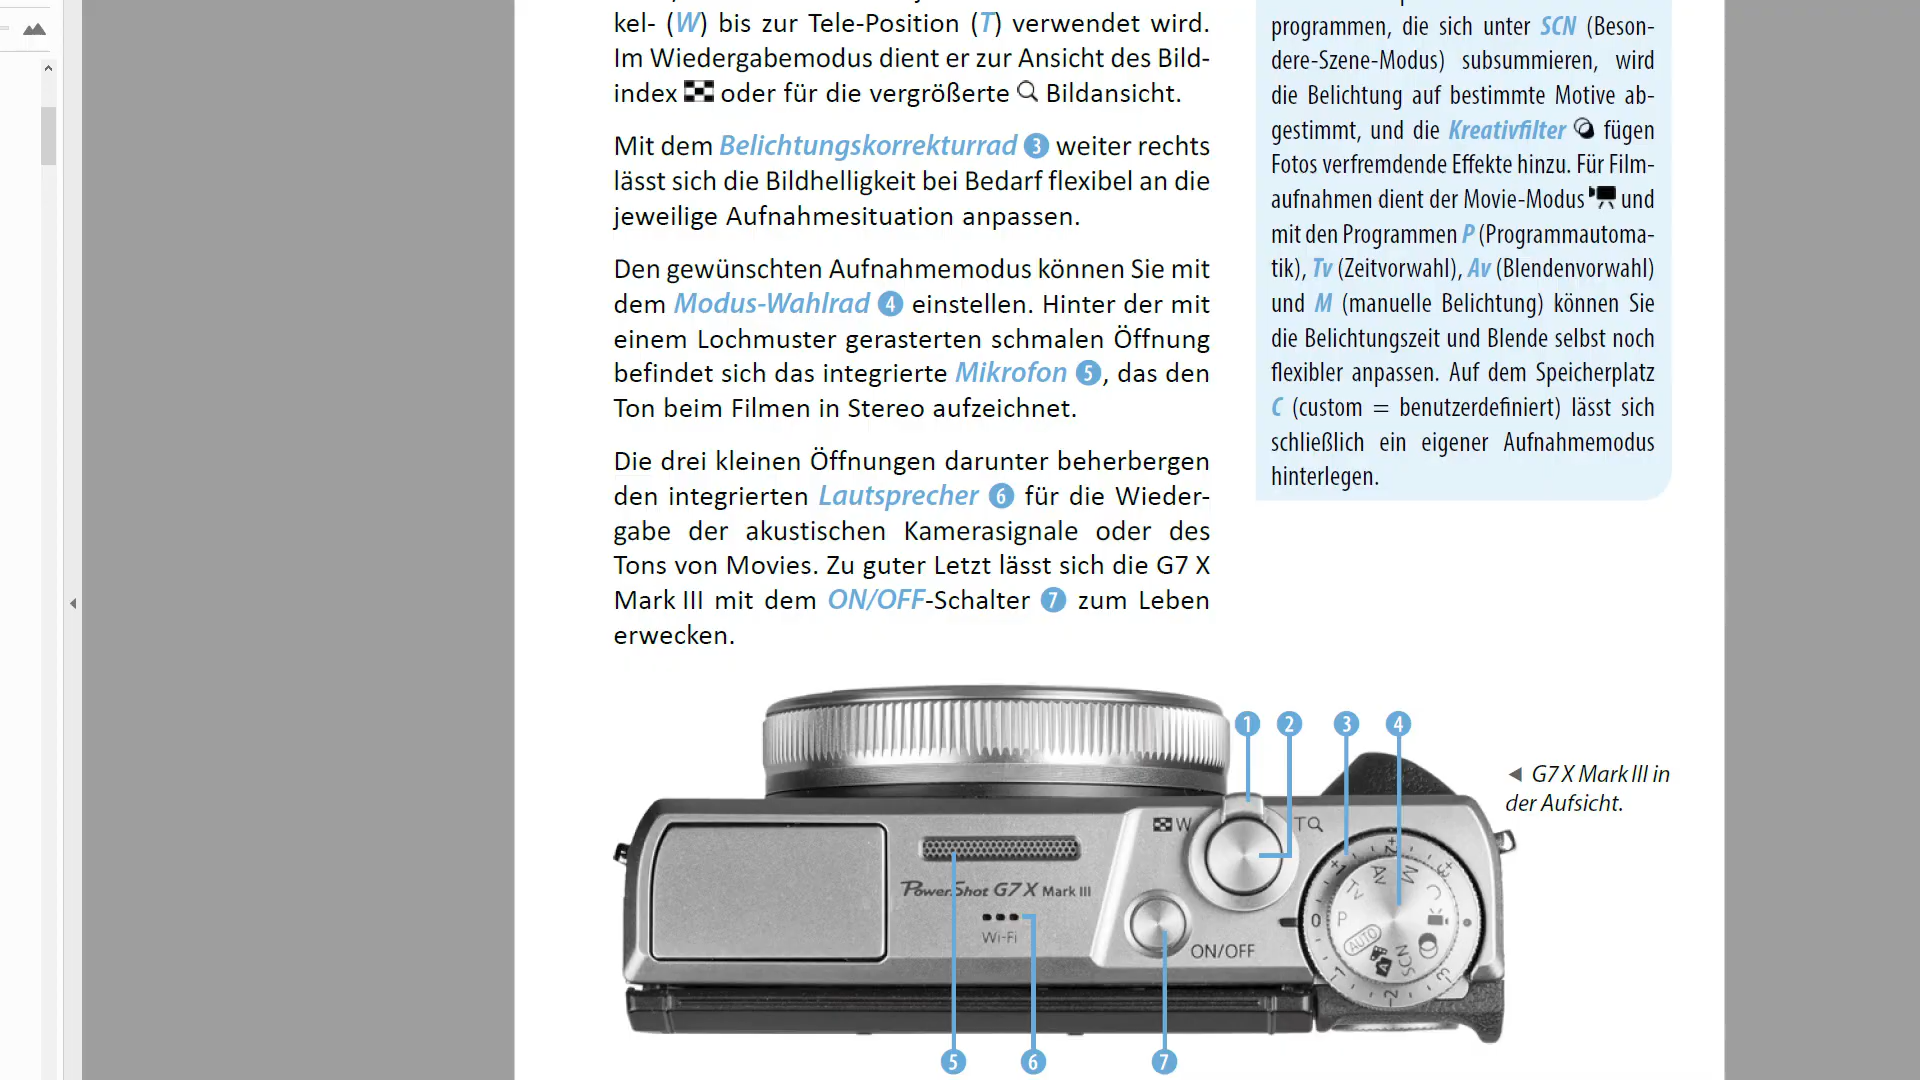 kel- (W) bis zur Tele-Position (T) verwendet wird.
Im Wiedergabemodus dient er zur Ansicht des Bild-
index oder für die vergrößerte Bildansicht.
Mit dem Belichtungskorrekturrad 3 weiter rechts
lässt sich die Bildhelligkeit bei Bedarf flexibel an die
jeweilige Aufnahmesituation anpassen.
Den gewünschten Aufnahmemodus können Sie mit
dem Modus-Wahlrad 4 einstellen. Hinter der mit
einem Lochmuster gerasterten schmalen Öffnung
befindet sich das integrierte Mikrofon 5, das den
Ton beim Filmen in Stereo aufzeichnet.
Die drei kleinen Öffnungen darunter beherbergen
den integrierten Lautsprecher 6 für die Wieder-
gabe der akustischen Kamerasignale oder des
Tons von Movies. Zu guter Letzt lässt sich die G7 X
Mark III mit dem ON/OFF-Schalter 7 zum Leben
erwecken.
programmen, die sich unter SCN (Beson-
dere-Szene-Modus) subsummieren, wird
die Belichtung auf bestimmte Motive ab-
gestimmt, und die Kreativfilter fügen
Fotos verfremdende Effekte hinzu. Für Film-
aufnahmen dient der Movie-Modus und
mit den Programmen P (Programmautoma-
tik), Tv (Zeitvorwahl), Av (Blendenvorwahl)
und M (manuelle Belichtung) können Sie
die Belichtungszeit und Blende selbst noch
flexibler anpassen. Auf dem Speicherplatz
C (custom = benutzerdefiniert) lässt sich
schließlich ein eigener Aufnahmemodus
hinterlegen.
1 2 3 4
◄ G7 X Mark III in
der Aufsicht.
W T
PowerShot G7 X Mark III
Wi-Fi
ON/OFF
0 +1 +2 +3 3 -2 1
P Tv Av M C SCN AUTO
5 6 7